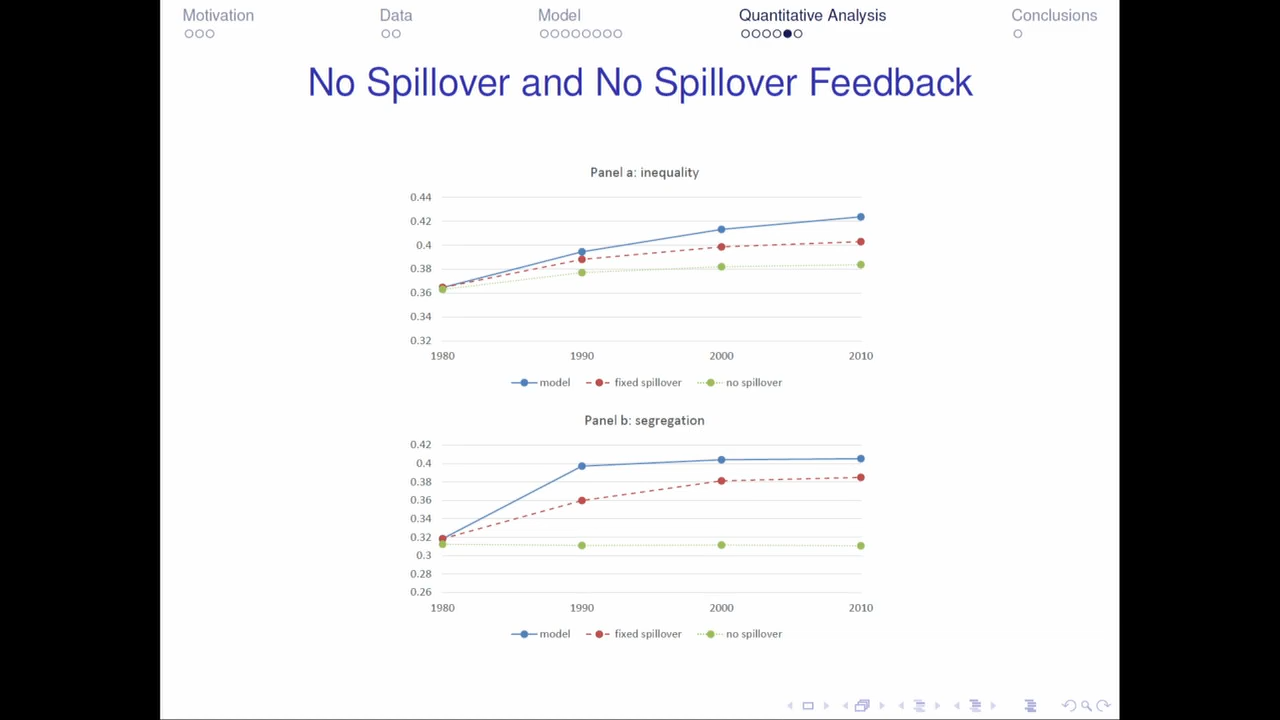 Motivation Data Model Quantitative Analysis Conclusions
No Spillover and No Spillover Feedback
Panel a: inequality
0.44
0.42
0.4
0.38
0.36
0.34
0.32
1980 1990 2000 2010
model fixed spillover no spillover
Panel b: segregation
0.42
0.4
0.38
0.36
0.34
0.32
0.3
0.28
0.26
1980 1990 2000 2010
model fixed spillover no spillover